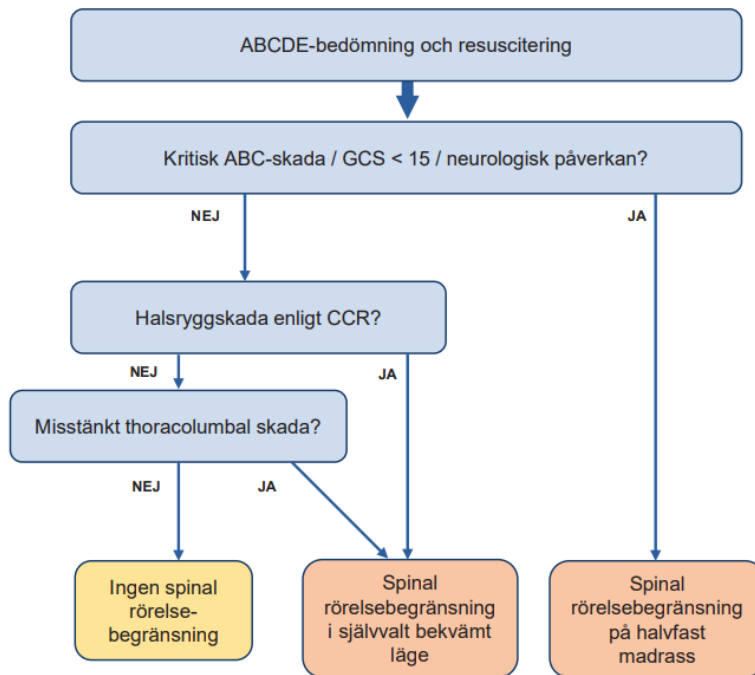 ABCDE-bedömning och resuscitering
Kritisk ABC-skada / GCS < 15 / neurologisk påverkan?
NEJ
JA
Halsryggskada enligt CCR?
NEJ
JA
Misstänkt thoracolumbal skada?
NEJ
JA
Ingen spinal
rörelse-
begränsning
Spinal
rörelsebegränsning
i självvalt bekvämt
läge
Spinal
rörelsebegränsning
på halvfast
madrass